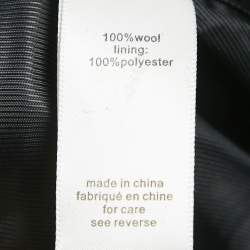 100%wool
lining:
100%polyester
made in china
fabriqué en chine
for care
see reverse